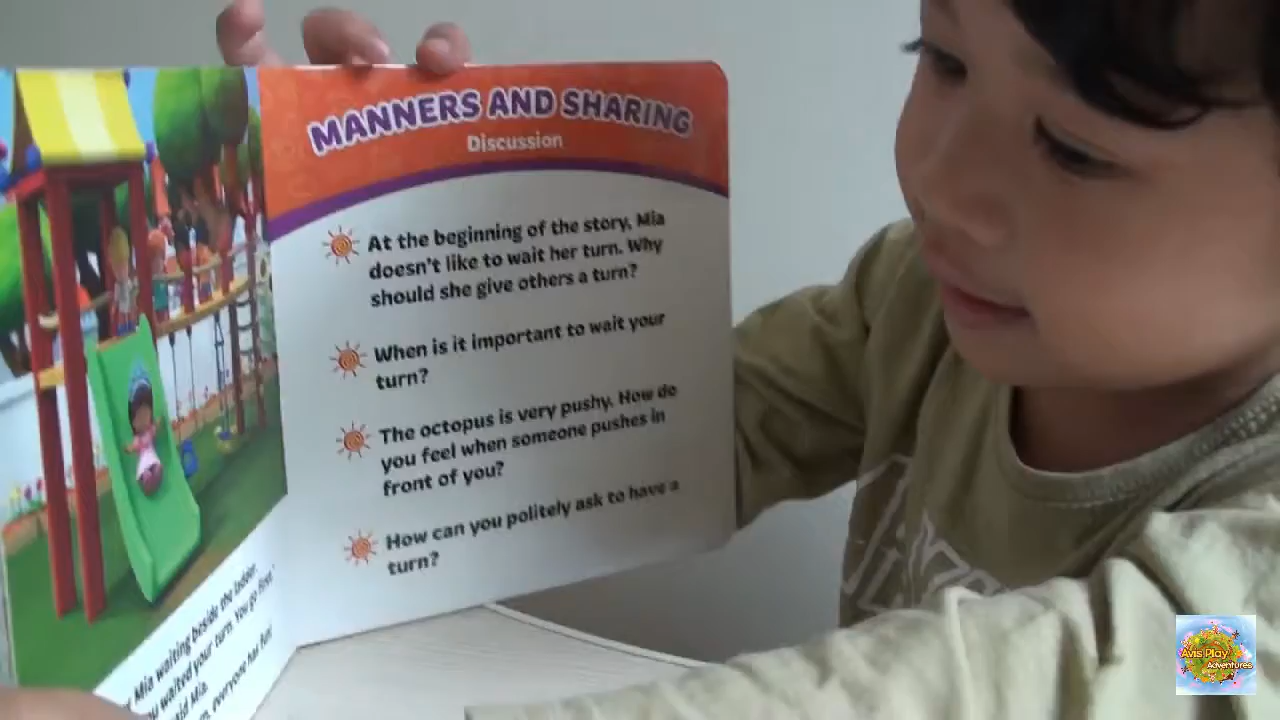 MANNERS AND SHARING
Discussion
At the beginning of the story, Mia
doesn't like to wait her turn. Why
should she give others a turn?
When is it important to wait your
turn?
The octopus is very pushy. How do
you feel when someone pushes in
front of you?
How can you politely ask to have a
turn?
Mia waiting beside the ladder.
waited your turn. You go first,"
Mia.
everyone has fun!
Avis Play
Adventures